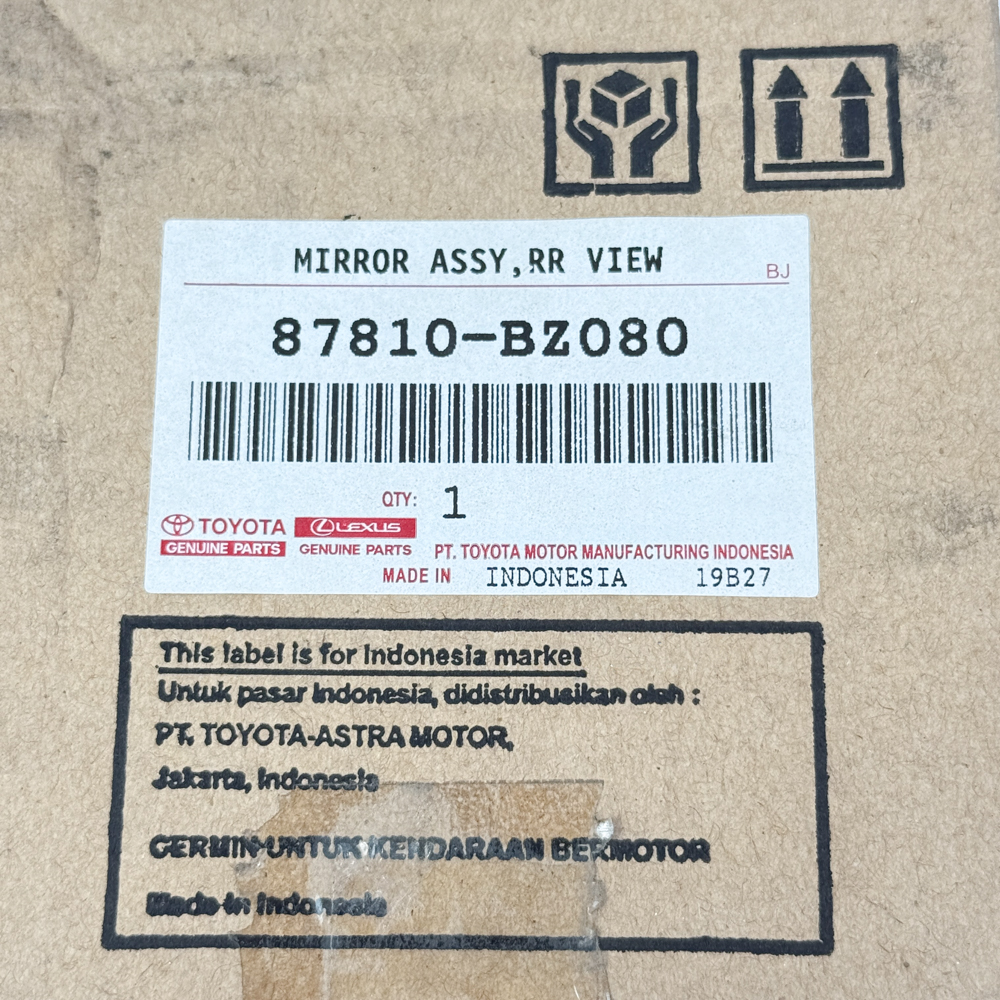 MIRROR ASSY,RR VIEW
BJ
87810-BZ080
QTY: 1
TOYOTA LEXUS
GENUINE PARTS GENUINE PARTS PT. TOYOTA MOTOR MANUFACTURING INDONESIA
MADE IN INDONESIA 19B27
This label is for Indonesia market
Untuk pasar Indonesia, didistribusikan oleh :
PT. TOYOTA-ASTRA MOTOR,
Jakarta, Indonesia
CERMIN UNTUK KENDARAAN BERMOTOR
Made in Indonesia